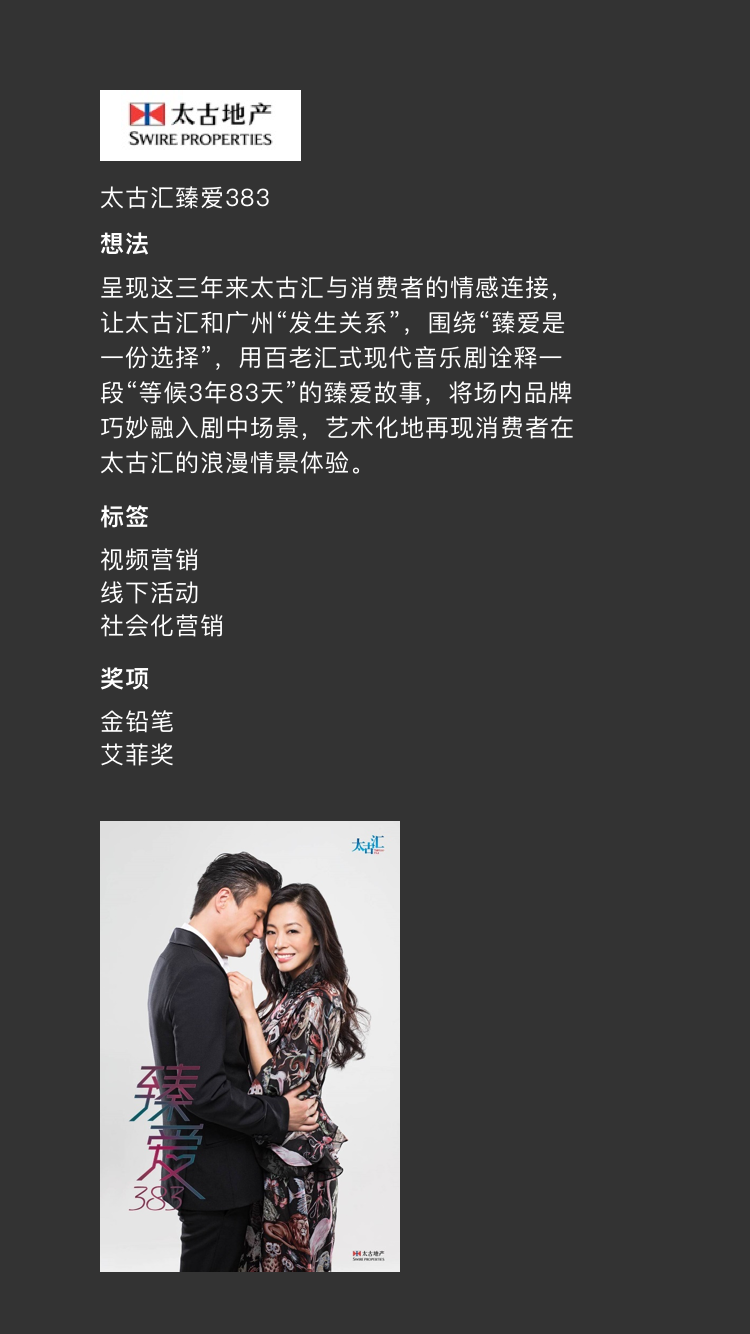 太古地产
SWIRE PROPERTIES
太古汇臻爱383
想法
呈现这三年来太古汇与消费者的情感连接，
让太古汇和广州“发生关系”，围绕“臻爱是
一份选择”，用百老汇式现代音乐剧诠释一
段“等候3年83天”的臻爱故事，将场内品牌
巧妙融入剧中场景，艺术化地再现消费者在
太古汇的浪漫情景体验。
标签
视频营销
线下活动
社会化营销
奖项
金铅笔
艾菲奖
太古汇
臻
爱
383
太古地产
SWIRE PROPERTIES